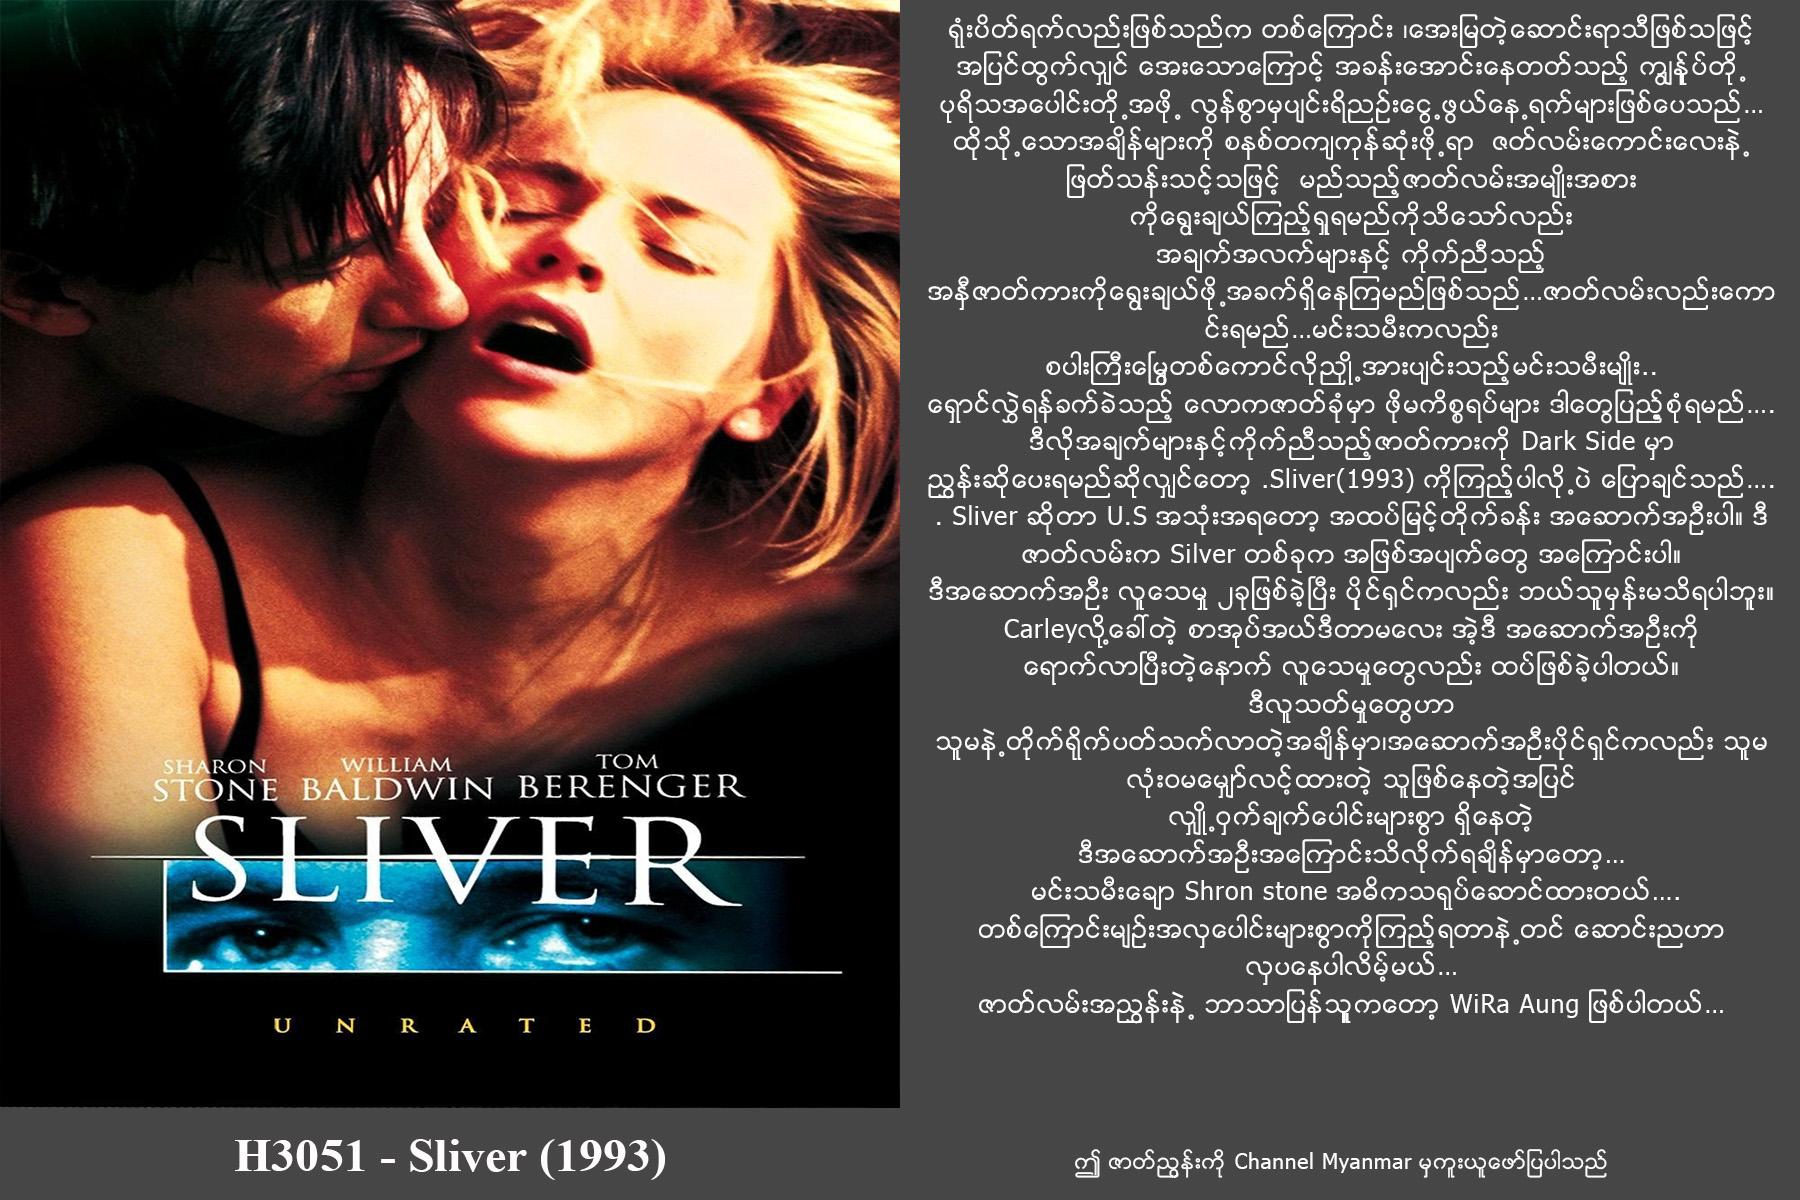 SHARON STONE WILLIAM BALDWIN TOM BERENGER
SLIVER
UNRATED
H3051 - Sliver (1993)
ရုံးပိတ်ရက်လည်းဖြစ်သည်က တစ်ကြောင်း ၊အေးမြတဲ့ဆောင်းရာသီဖြစ်သဖြင့်
အပြင်ထွက်လျှင် အေးသောကြောင့် အခန်းအောင်းနေတတ်သည့် ကျွန်ုပ်တို့
ပုရိသအပေါင်းတို့အဖို့ လွန်စွာမှပျင်းရိညဉ်းငွေ့ဖွယ်နေ့ရက်များဖြစ်ပေသည်...
ထိုသို့သောအချိန်များကို စနစ်တကျကုန်ဆုံးဖို့ရာ ဇတ်လမ်းကောင်းလေးနဲ့
ဖြတ်သန်းသင့်သဖြင့် မည်သည့်ဇာတ်လမ်းအမျိုးအစား
ကိုရွေးချယ်ကြည့်ရှုရမည်ကိုသိသော်လည်း
အချက်အလက်များနှင့် ကိုက်ညီသည့်
အနှီဇာတ်ကားကိုရွေးချယ်ဖို့အခက်ရှိနေကြမည်ဖြစ်သည်...ဇာတ်လမ်းလည်းကော
င်းရမည်...မင်းသမီးကလည်း
စပါးကြီးမြွေတစ်ကောင်လိုညှို့အားပျင်းသည့်မင်းသမီးမျိုး..
ရှောင်လွှဲရန်ခက်ခဲသည့် လောကဇာတ်ခုံမှာ ဖိုမကိစ္စရပ်များ ဒါတွေပြည့်စုံရမည်....
ဒီလိုအချက်များနှင့်ကိုက်ညီသည့်ဇာတ်ကားကို Dark Side မှာ
ညွှန်းဆိုပေးရမည်ဆိုလျှင်တော့ .Sliver(1993) ကိုကြည့်ပါလို့ပဲ ပြောချင်သည်....
. Sliver ဆိုတာ U.S အသုံးအရတော့ အထပ်မြင့်တိုက်ခန်း အဆောက်အဦးပါ။ ဒီ
ဇာတ်လမ်းက Silver တစ်ခုက အဖြစ်အပျက်တွေ အကြောင်းပါ။
ဒီအဆောက်အဦး လူသေမှု ၂ခုဖြစ်ခဲ့ပြီး ပိုင်ရှင်ကလည်း ဘယ်သူမှန်းမသိရပါဘူး။
Carleyလို့ခေါ်တဲ့ စာအုပ်အယ်ဒီတာမလေး အဲ့ဒီ အဆောက်အဦးကို
ရောက်လာပြီးတဲ့နောက် လူသေမှုတွေလည်း ထပ်ဖြစ်ခဲ့ပါတယ်။
ဒီလူသတ်မှုတွေဟာ
သူမနဲ့တိုက်ရိုက်ပတ်သက်လာတဲ့အချိန်မှာ၊အဆောက်အဦးပိုင်ရှင်ကလည်း သူမ
လုံးဝမမျှော်လင့်ထားတဲ့ သူဖြစ်နေတဲ့အပြင်
လျှို့ဝှက်ချက်ပေါင်းများစွာ ရှိနေတဲ့
ဒီအဆောက်အဦးအကြောင်းသိလိုက်ရချိန်မှာတော့...
မင်းသမီးချော Shron stone အဓိကသရုပ်ဆောင်ထားတယ်....
တစ်ကြောင်းမျဉ်းအလှပေါင်းများစွာကိုကြည့်ရတာနဲ့တင် ဆောင်းညဟာ
လှပနေပါလိမ့်မယ်...
ဇာတ်လမ်းအညွှန်းနဲ့ ဘာသာပြန်သူကတော့ WiRa Aung ဖြစ်ပါတယ်...
ဤ ဇာတ်ညွှန်းကို Channel Myanmar မှကူးယူဖော်ပြပါသည်